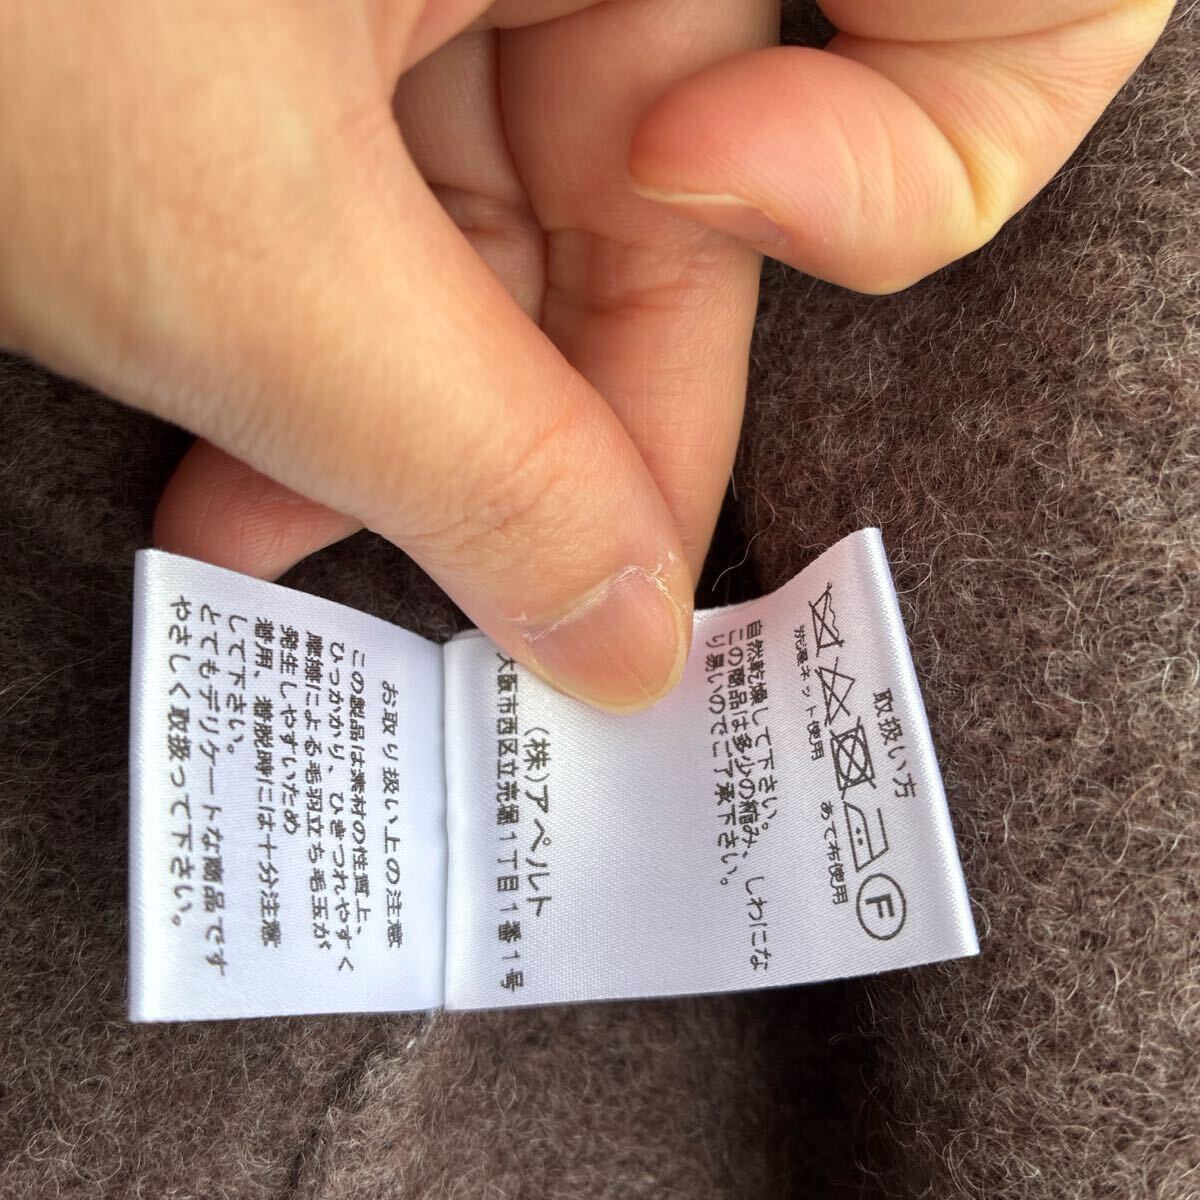 取扱い方
洗濯ネット使用
あて布使用
F
自然乾燥して下さい。
この商品は多少の縮み、しわにな
り易いのでご了承下さい。
(株)アペルト
大阪市西区立売堀1丁目1番1号
お取り扱い上の注意
この製品は素材の性質上、
ひっかかり、ひきつれやすく
摩擦による毛羽立ち毛玉が
発生しやすいため
着用、着脱時には十分注意
して下さい。
とてもデリケートな商品です
やさしく取扱って下さい。